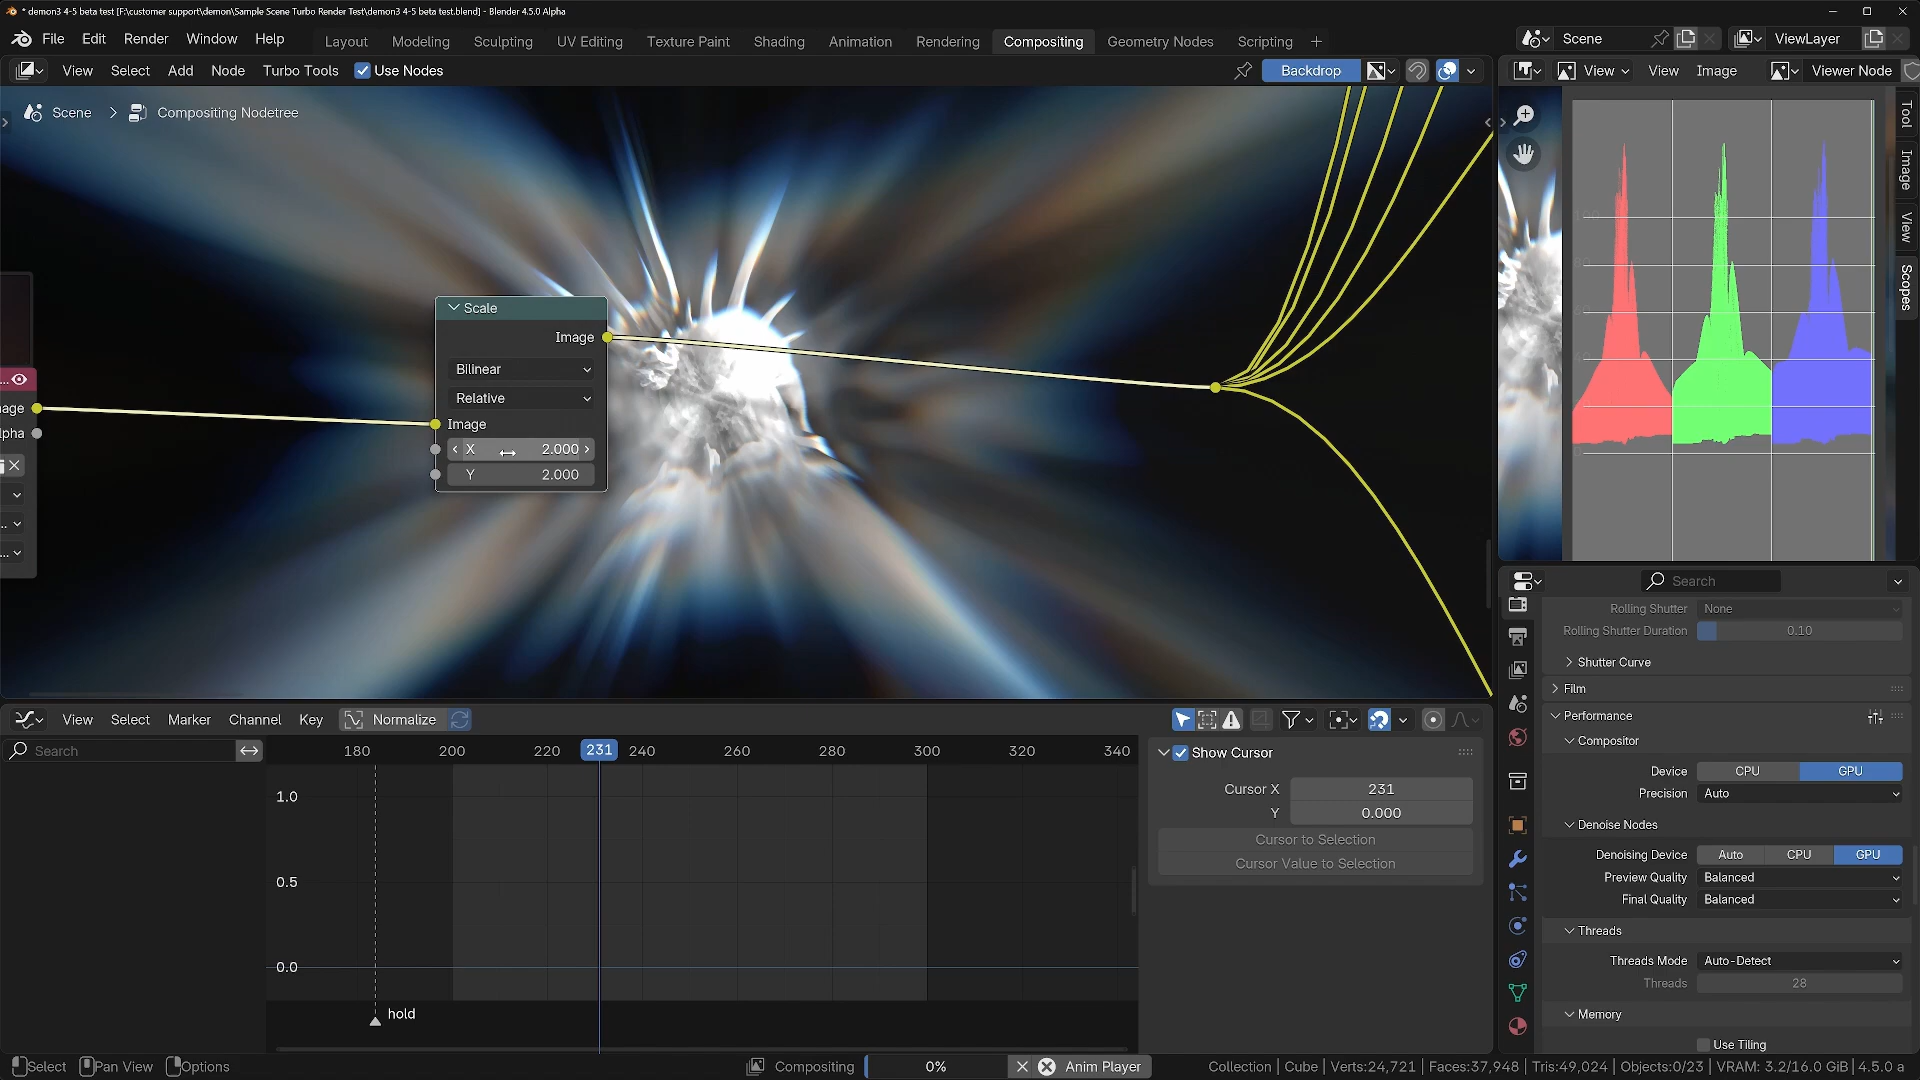 * demon3 4-5 beta test [F:\customer support\demon\Sample Scene Turbo Render Test\demon3 4-5 beta test.blend] - Blender 4.5.0 Alpha
File Edit Render Window Help
Layout Modeling Sculpting UV Editing Texture Paint Shading Animation Rendering Compositing Geometry Nodes Scripting +
Scene
ViewLayer
View Select Add Node Turbo Tools Use Nodes
Backdrop
View View Image
Viewer Node
Scene > Compositing Nodetree
Tool
Image
View
Scopes
Scale
Image
Bilinear
Relative
Image
X 2.000
Y 2.000
...
age
lpha
...
...
Search
Rolling Shutter None
Rolling Shutter Duration 0.10
Shutter Curve
Film
Performance
Compositor
Device CPU GPU
Precision Auto
Denoise Nodes
Denoising Device Auto CPU GPU
Preview Quality Balanced
Final Quality Balanced
Threads
Threads Mode Auto-Detect
Threads 28
Memory
Use Tiling
View Select Marker Channel Key Normalize
Search
180 200 220 231 240 260 280 300 320 340
1.0
0.5
0.0
hold
Show Cursor
Cursor X 231
Y 0.000
Cursor to Selection
Cursor Value to Selection
Select Pan View Options
Compositing 0% Anim Player
Collection | Cube | Verts:24,721 | Faces:37,948 | Tris:49,024 | Objects:0/23 | VRAM: 3.2/16.0 GiB | 4.5.0 a